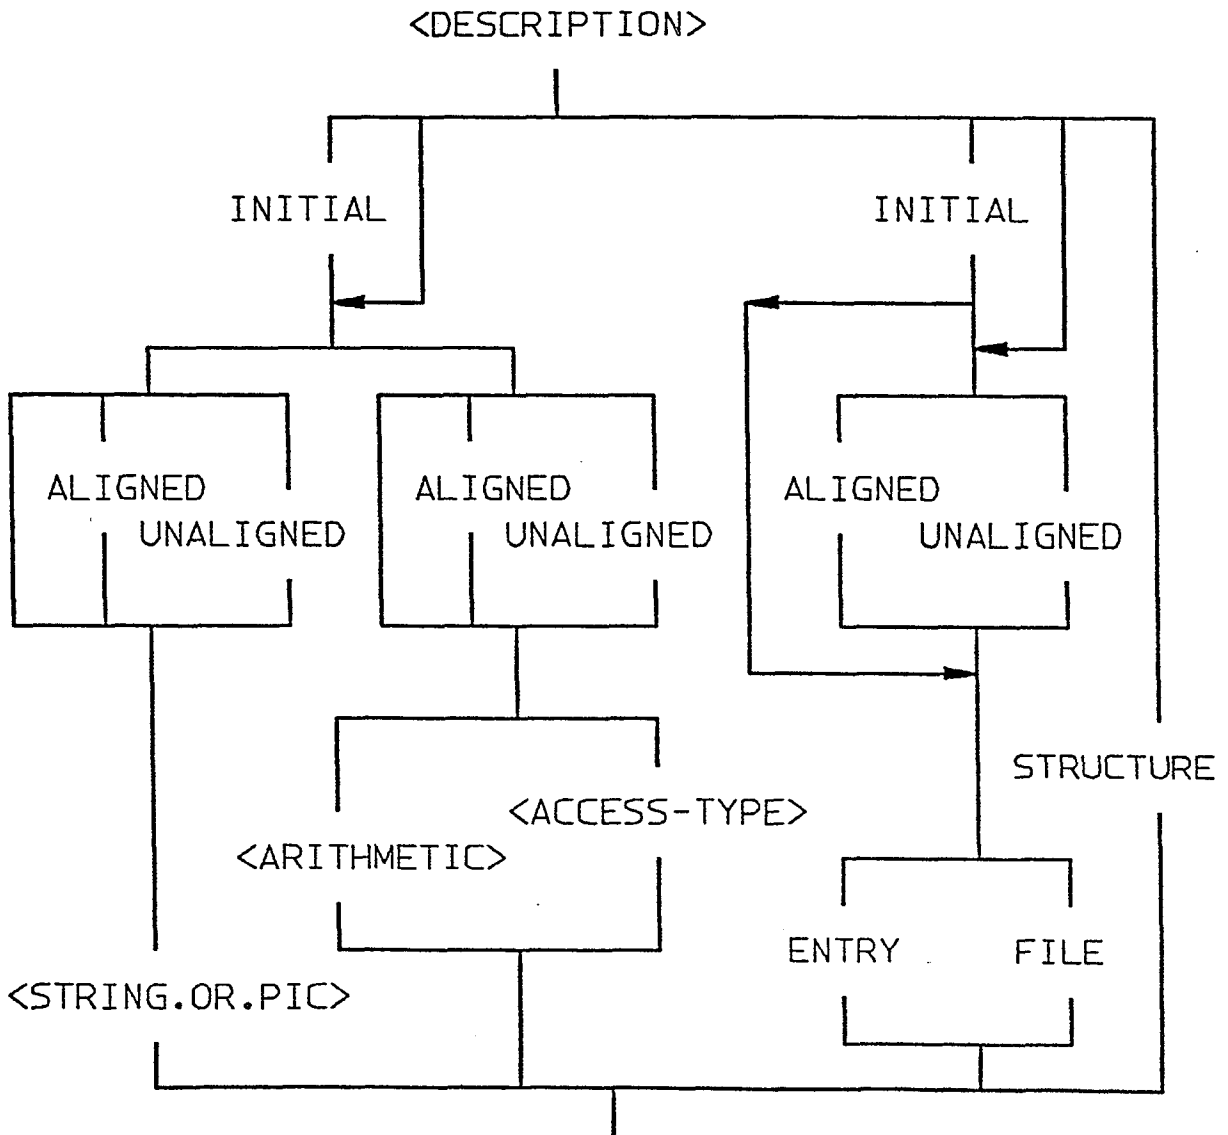 <DESCRIPTION>
INITIAL
INITIAL
ALIGNED
UNALIGNED
ALIGNED
UNALIGNED
ALIGNED
UNALIGNED
STRUCTURE
<ACCESS-TYPE>
<ARITHMETIC>
ENTRY
FILE
<STRING.OR.PIC>